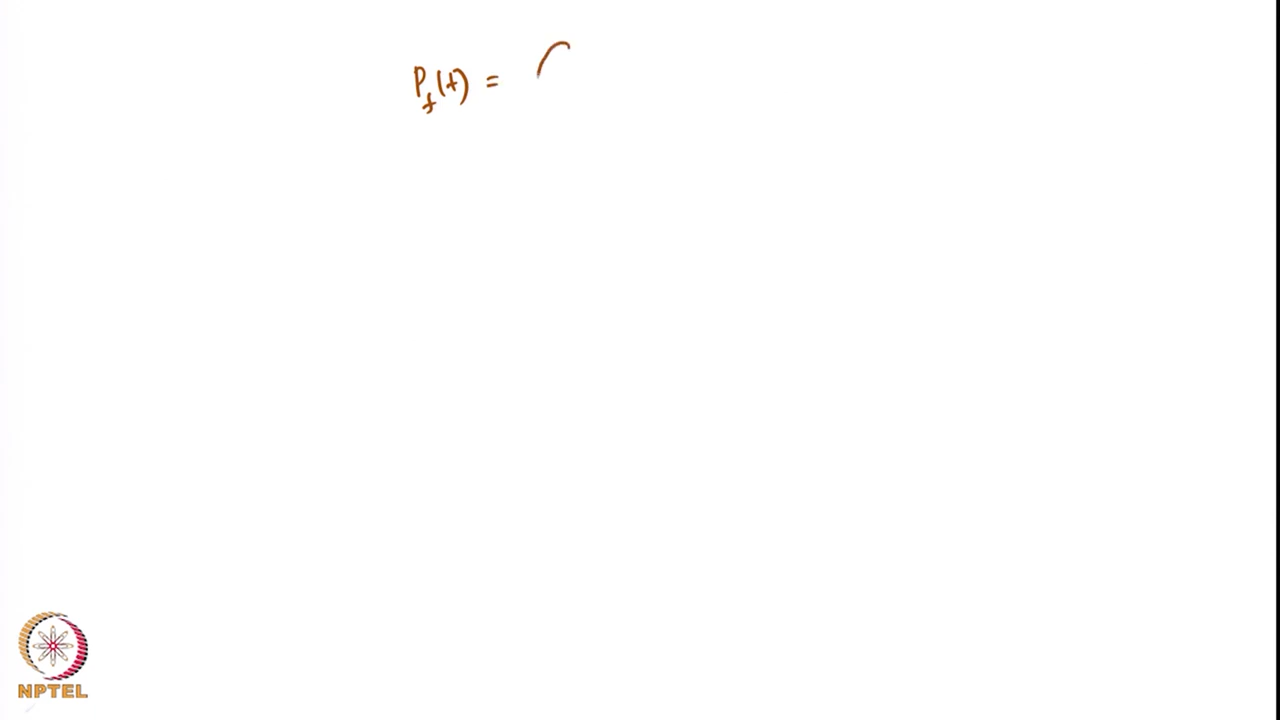 P_f(t) =
NPTEL